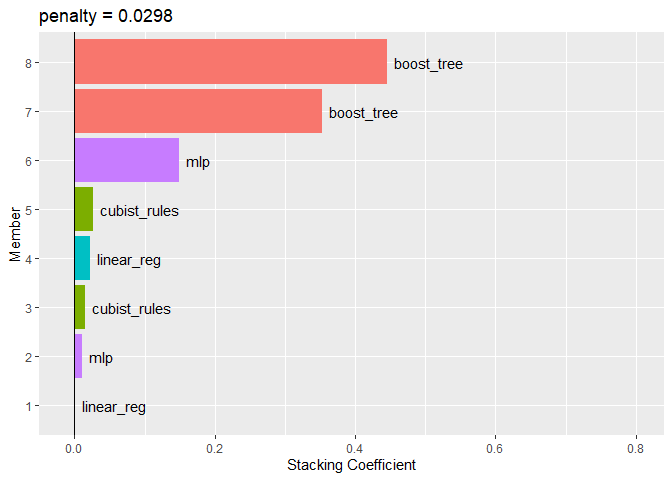 penalty = 0.0298
8 boost_tree
7 boost_tree
6 mlp
5 cubist_rules
4 linear_reg
3 cubist_rules
2 mlp
1 linear_reg
Member
0.0 0.2 0.4 0.6 0.8
Stacking Coefficient